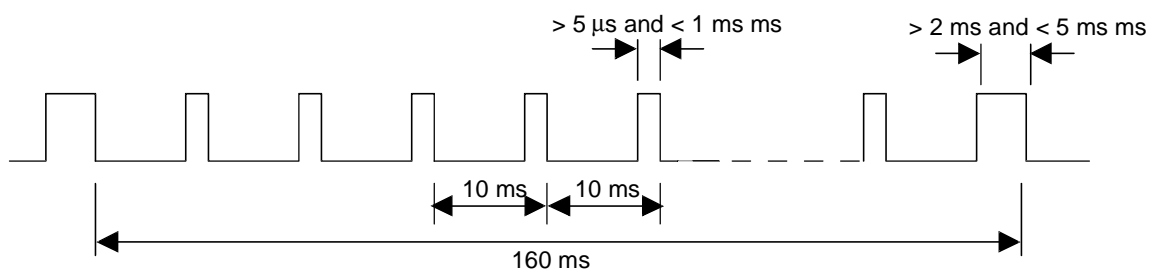 > 5 μs and < 1 ms ms
> 2 ms and < 5 ms ms
10 ms
10 ms
160 ms